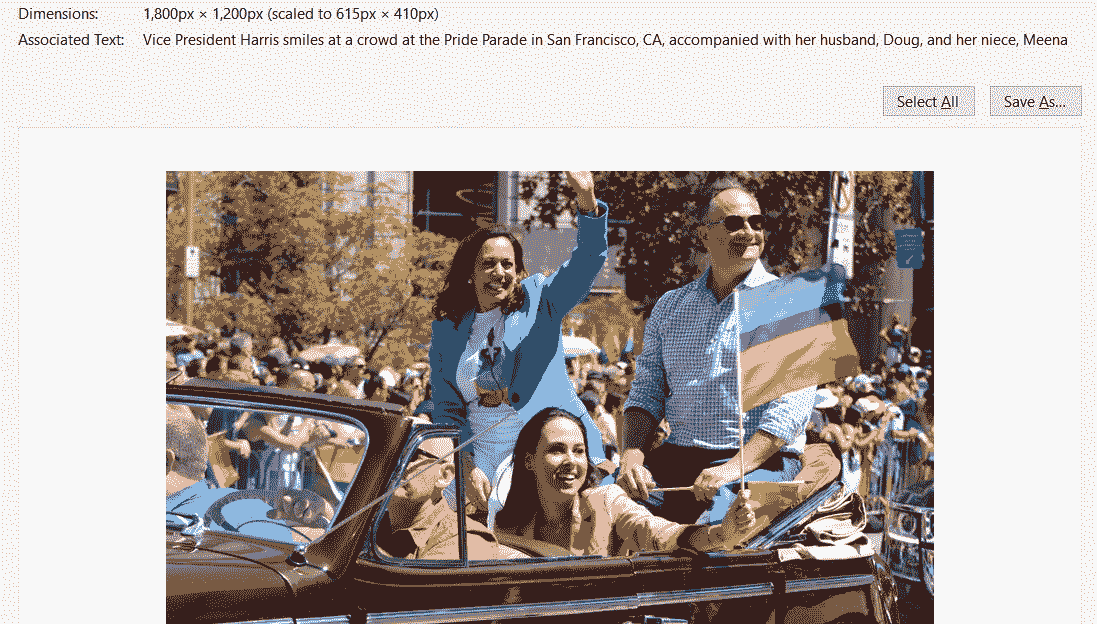 Dimensions: 1,800px × 1,200px (scaled to 615px × 410px)
Associated Text: Vice President Harris smiles at a crowd at the Pride Parade in San Francisco, CA, accompanied with her husband, Doug, and her niece, Meena
Select All Save As...